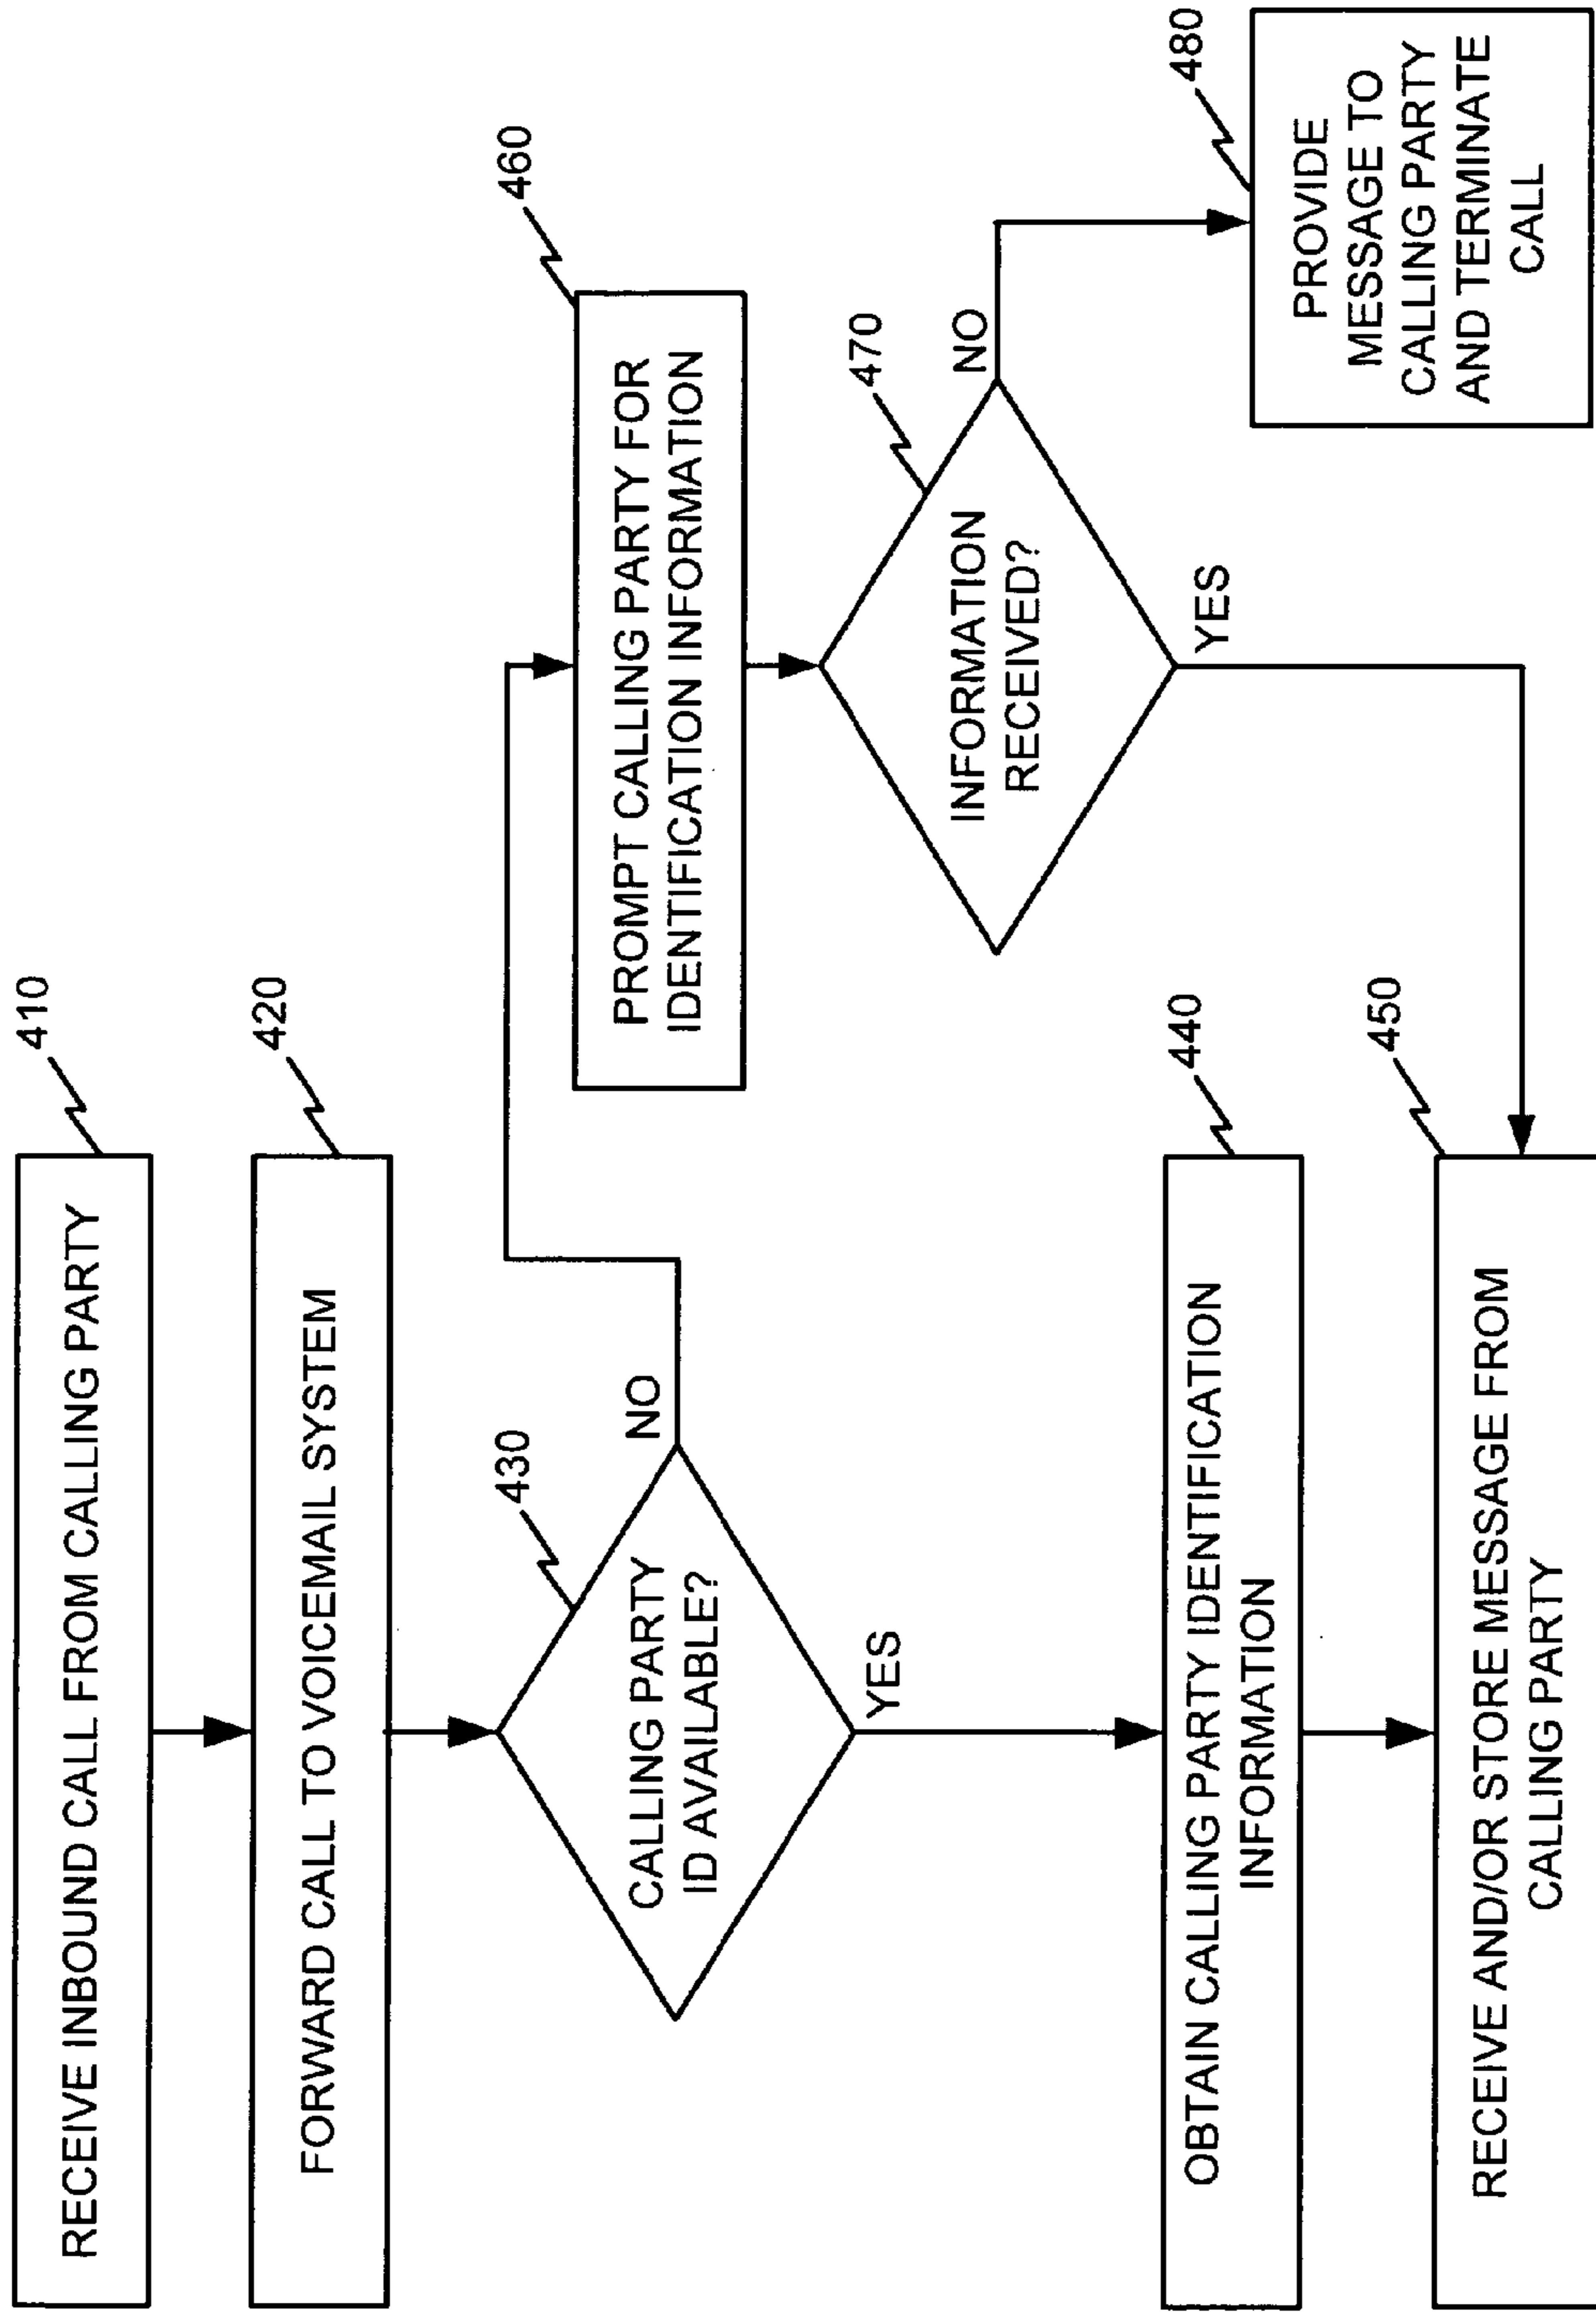 410
RECEIVE INBOUND CALL FROM CALLING PARTY
420
FORWARD CALL TO VOICEMAIL SYSTEM
430
CALLING PARTY
ID AVAILABLE?
NO
YES
460
PROMPT CALLING PARTY FOR
IDENTIFICATION INFORMATION
470
INFORMATION
RECEIVED?
NO
YES
440
OBTAIN CALLING PARTY IDENTIFICATION
INFORMATION
450
RECEIVE AND/OR STORE MESSAGE FROM
CALLING PARTY
480
PROVIDE
MESSAGE TO
CALLING PARTY
AND TERMINATE
CALL